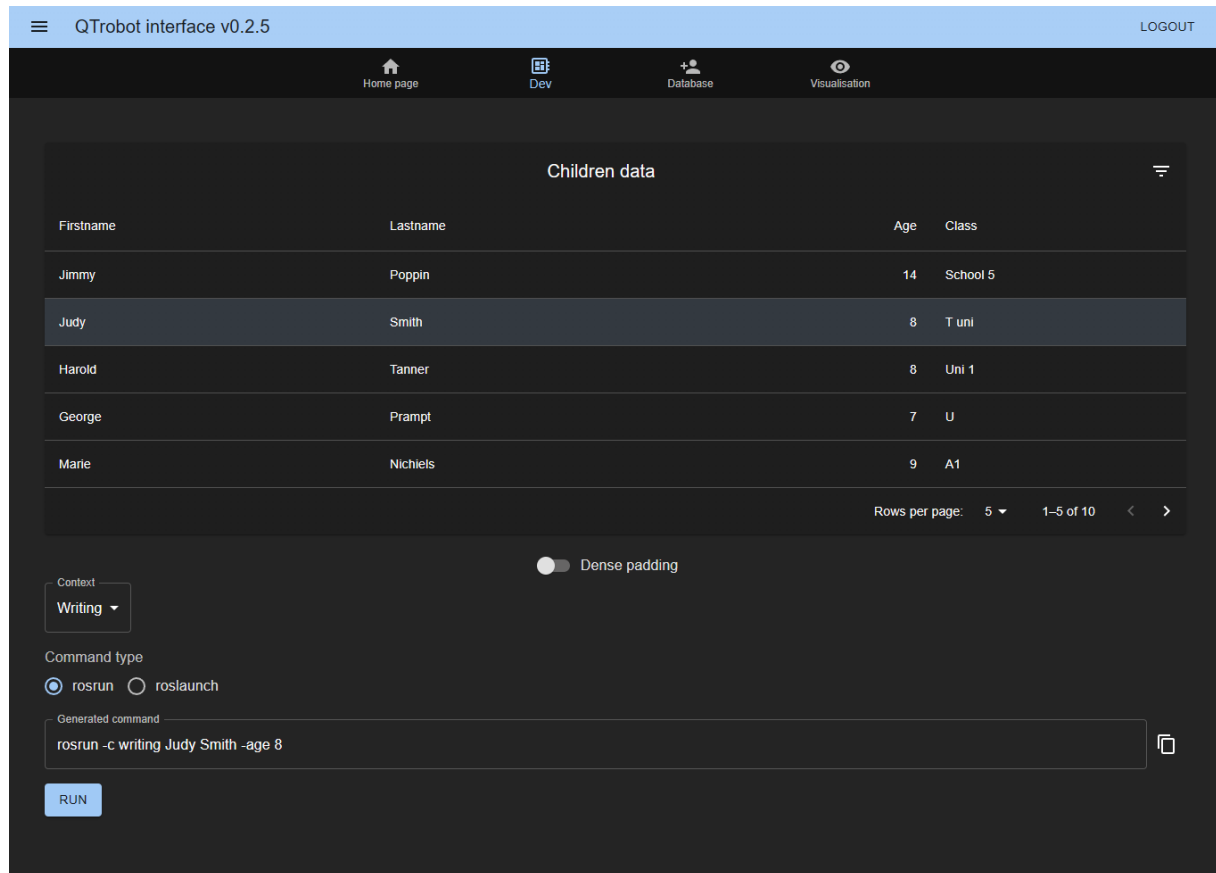 QTrobot interface v0.2.5 LOGOUT
Home page Dev Database Visualisation
Children data
Firstname Lastname Age Class
Jimmy Poppin 14 School 5
Judy Smith 8 T uni
Harold Tanner 8 Uni 1
George Prampt 7 U
Marie Nichiels 9 A1
Rows per page: 5 1–5 of 10
Dense padding
Context
Writing
Command type
rosrun roslaunch
Generated command
rosrun -c writing Judy Smith -age 8
RUN